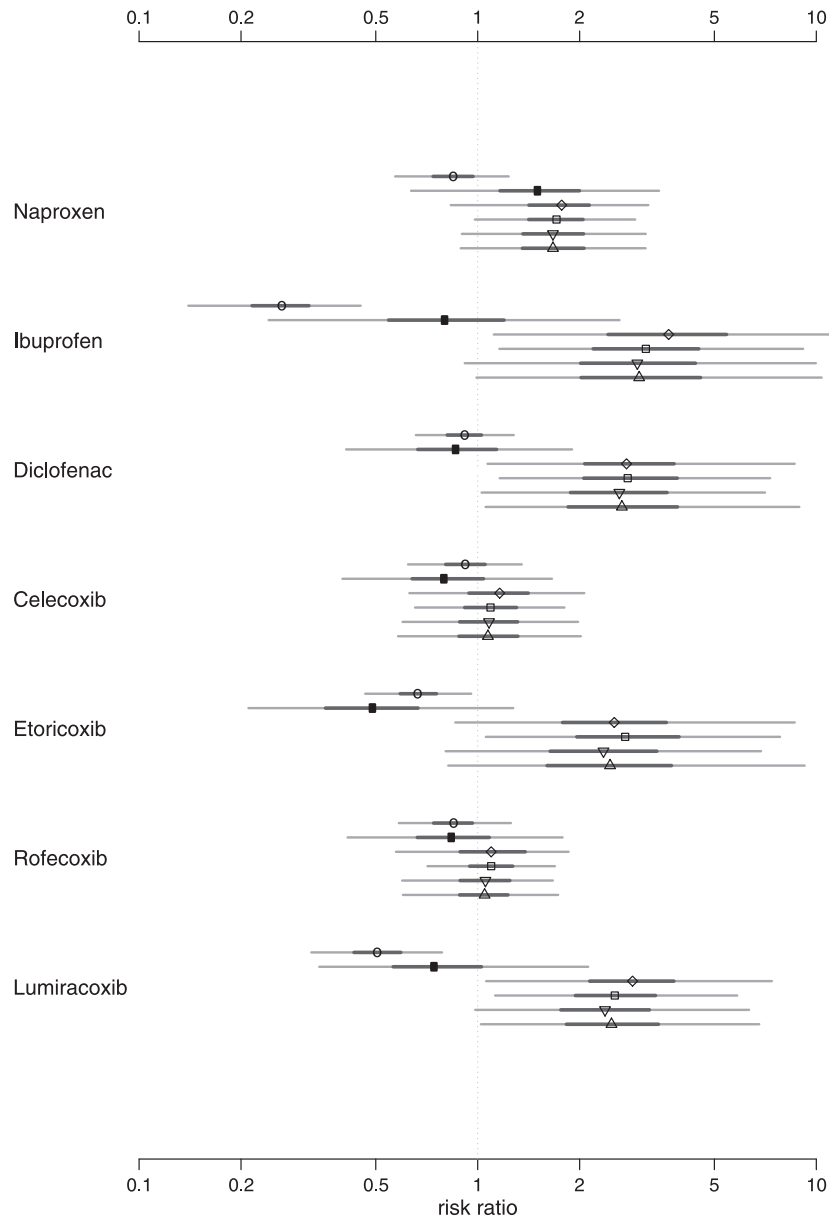 0.1 0.2 0.5 1 2 5 10
Naproxen
Ibuprofen
Diclofenac
Celecoxib
Etoricoxib
Rofecoxib
Lumiracoxib
0.1 0.2 0.5 1 2 5 10
risk ratio